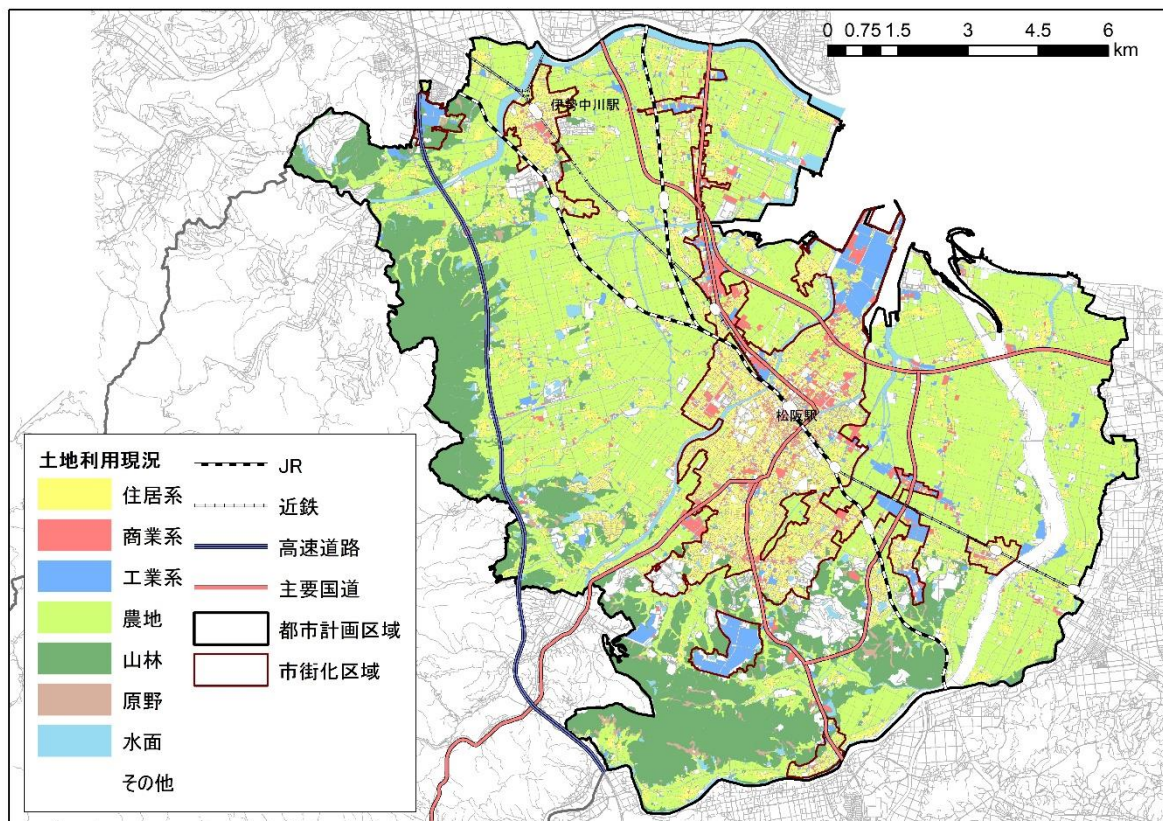 0 0.75 1.5 3 4.5 6
km
伊勢中川駅
松阪駅
土地利用現況
住居系
商業系
工業系
農地
山林
原野
水面
その他
JR
近鉄
高速道路
主要国道
都市計画区域
市街化区域